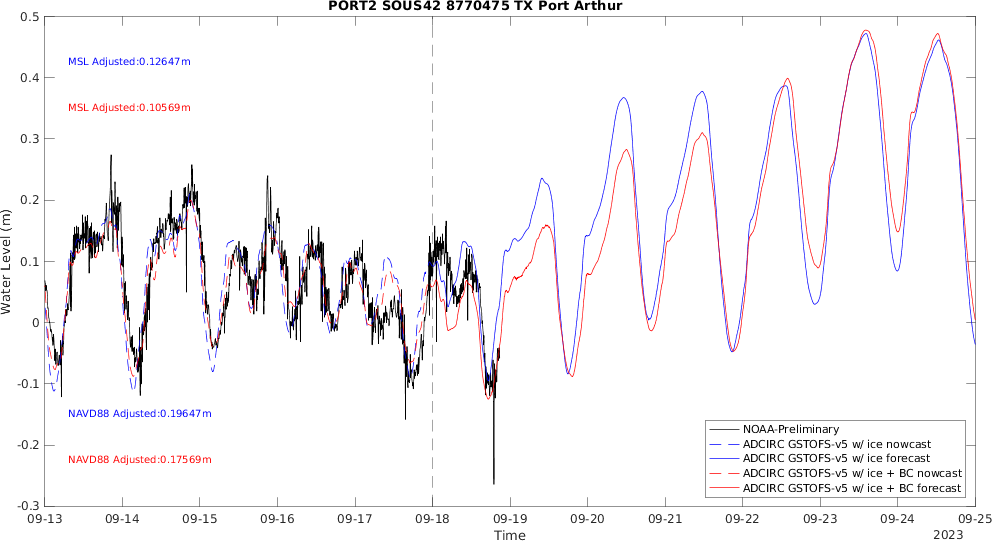 PORT2 SOUS42 8770475 TX Port Arthur
0.5
0.4
0.3
0.2
0.1
0
-0.1
-0.2
-0.3
Water Level (m)
MSL Adjusted:0.12647m
MSL Adjusted:0.10569m
NAVD88 Adjusted:0.19647m
NAVD88 Adjusted:0.17569m
NOAA-Preliminary
ADCIRC GSTOFS-v5 w/ ice nowcast
ADCIRC GSTOFS-v5 w/ ice forecast
ADCIRC GSTOFS-v5 w/ ice + BC nowcast
ADCIRC GSTOFS-v5 w/ ice + BC forecast
09-13 09-14 09-15 09-16 09-17 09-18 09-19 09-20 09-21 09-22 09-23 09-24 09-25
Time
2023